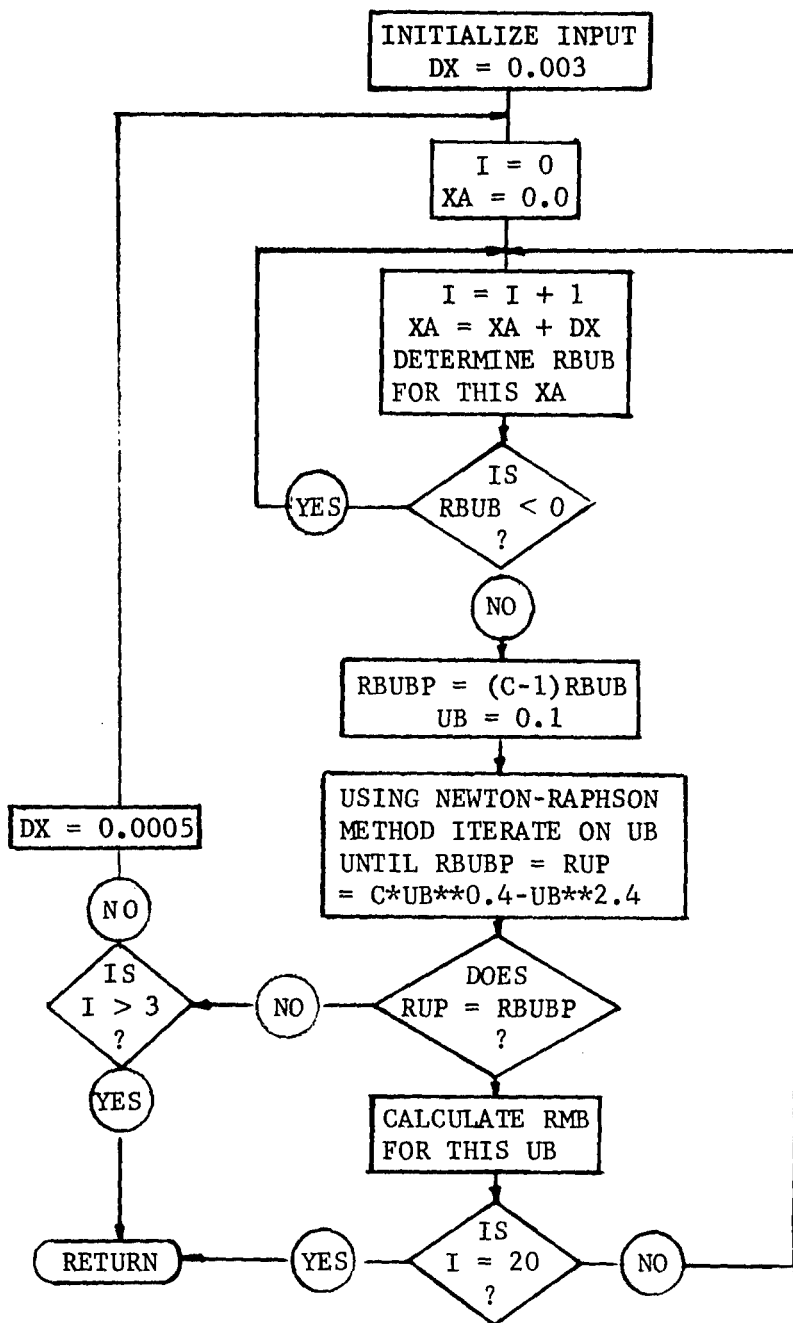 INITIALIZE INPUT
DX = 0.003
I = 0
XA = 0.0
I = I + 1
XA = XA + DX
DETERMINE RBUB
FOR THIS XA
IS
RBUB < 0
?
YES
NO
RBUBP = (C-1)RBUB
UB = 0.1
USING NEWTON-RAPHSON
METHOD ITERATE ON UB
UNTIL RBUBP = RUP
= C*UB**0.4-UB**2.4
DOES
RUP = RBUBP
?
NO
IS
I > 3
?
NO
DX = 0.0005
YES
CALCULATE RMB
FOR THIS UB
IS
I = 20
?
NO
YES
RETURN